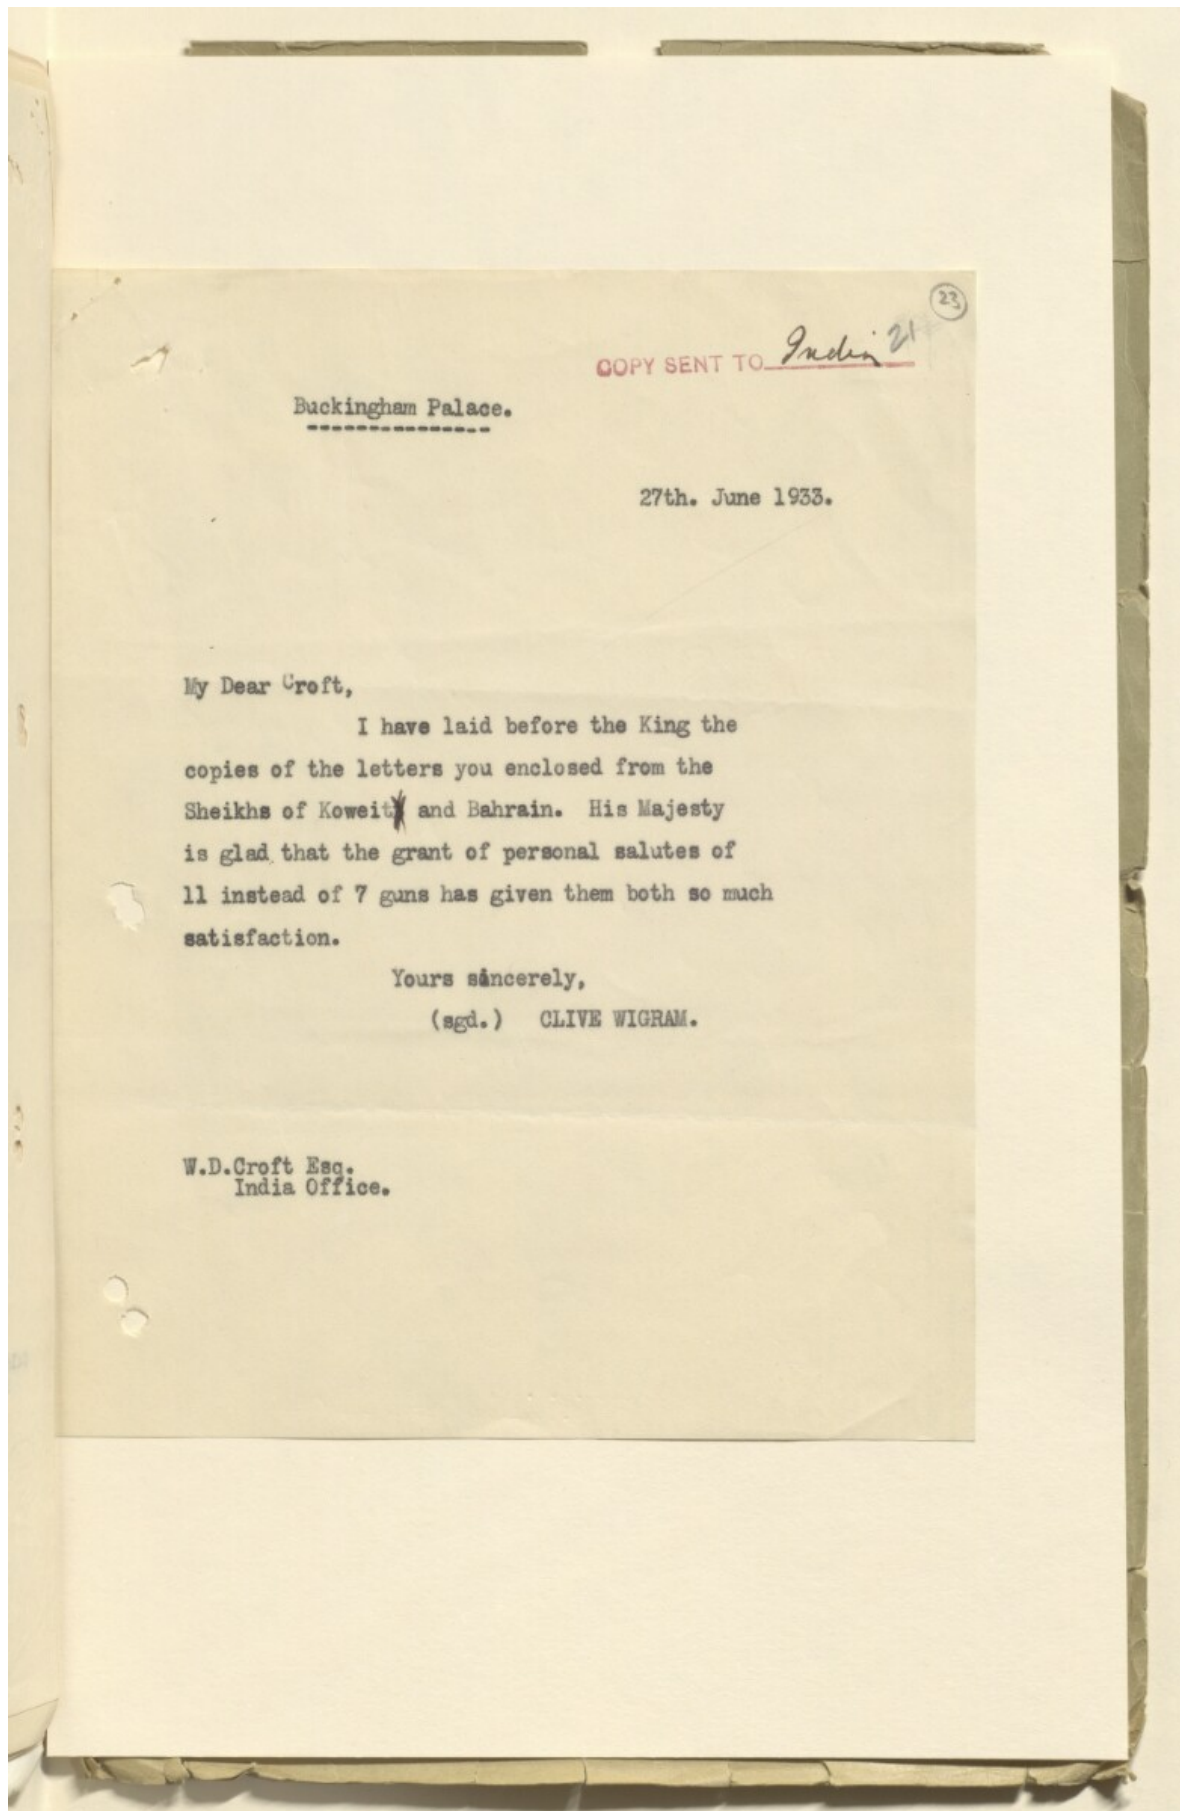 23
COPY SENT TO India 21
Buckingham Palace.
27th. June 1933.
My Dear Croft,
I have laid before the King the
copies of the letters you enclosed from the
Sheikhs of Koweit and Bahrain. His Majesty
is glad that the grant of personal salutes of
11 instead of 7 guns has given them both so much
satisfaction.
Yours sincerely,
(sgd.) CLIVE WIGRAM.
W.D.Croft Esq.
India Office.